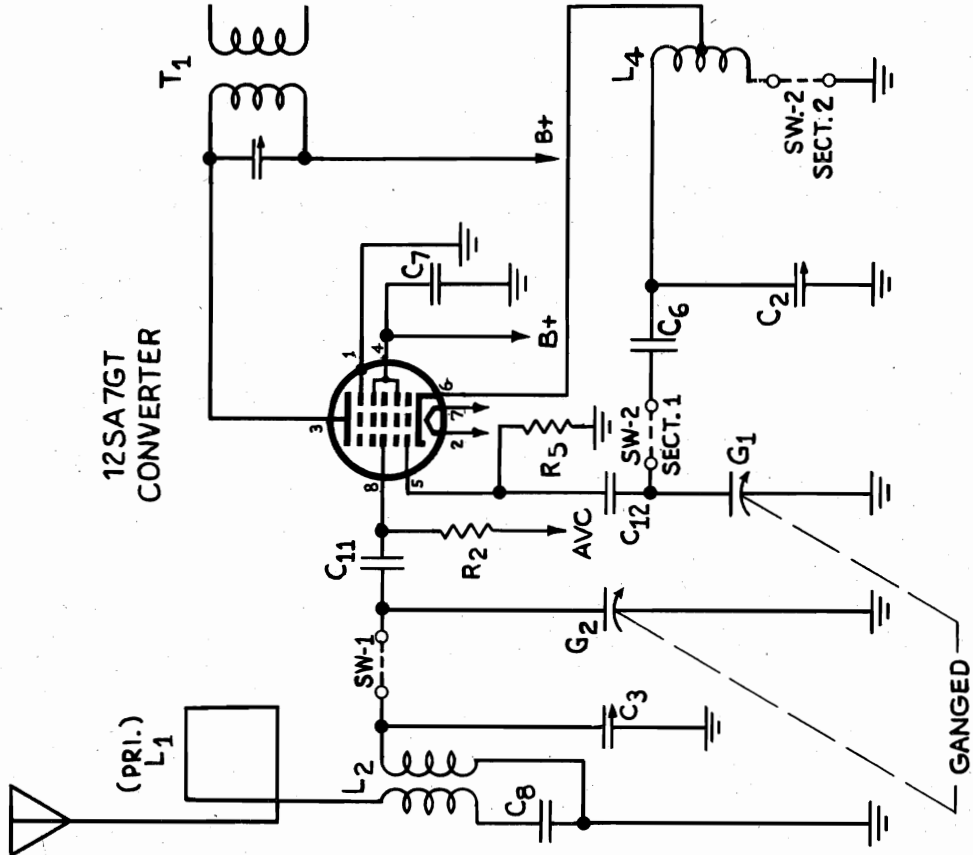 T1
12SA7GT
CONVERTER
3
1
4
8
5
6
7
2
C7
B+
B+
L4
SW.-2
SECT. 2
C11
R2
AVC
R5
C12
SW-2
SECT.1
C6
C2
G1
G2
SW-1
(PRI.)
L1
L2
C3
C8
GANGED